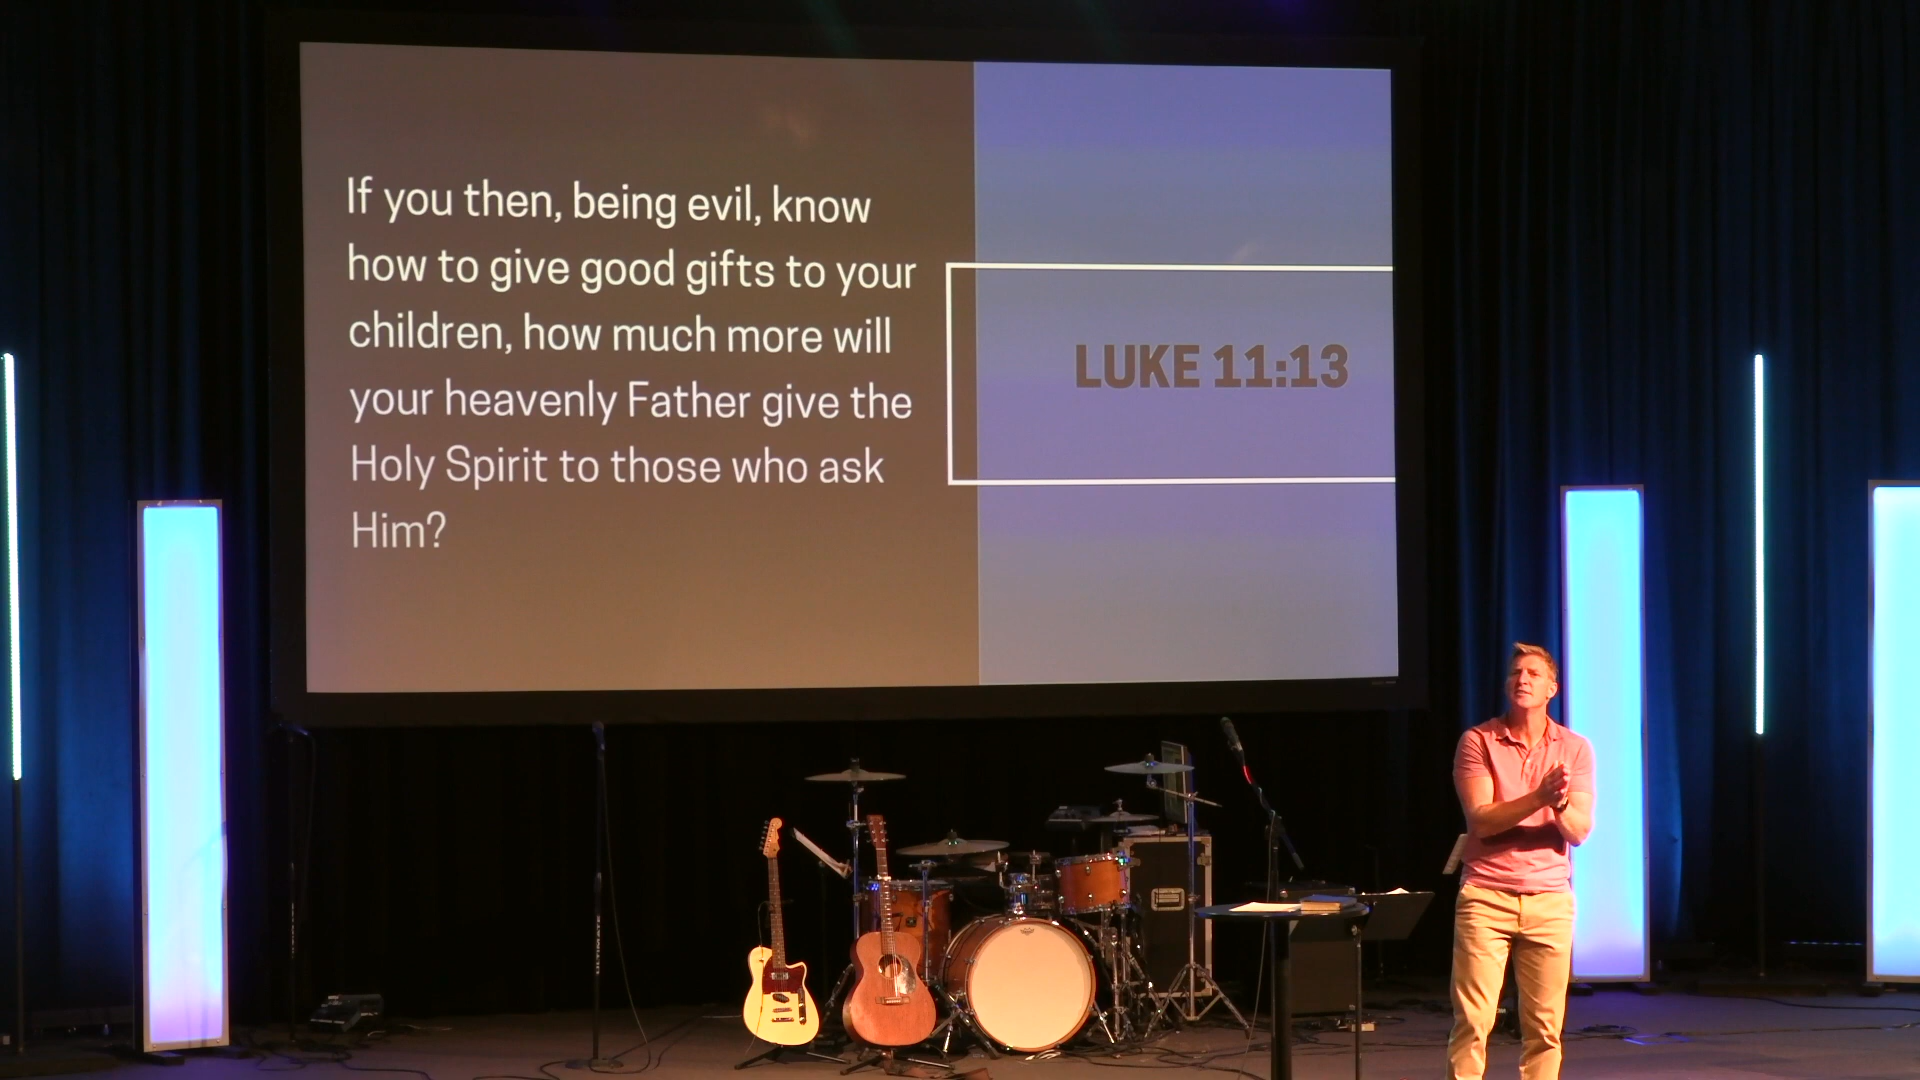 If you then, being evil, know
how to give good gifts to your
children, how much more will
your heavenly Father give the
Holy Spirit to those who ask
Him?
LUKE 11:13